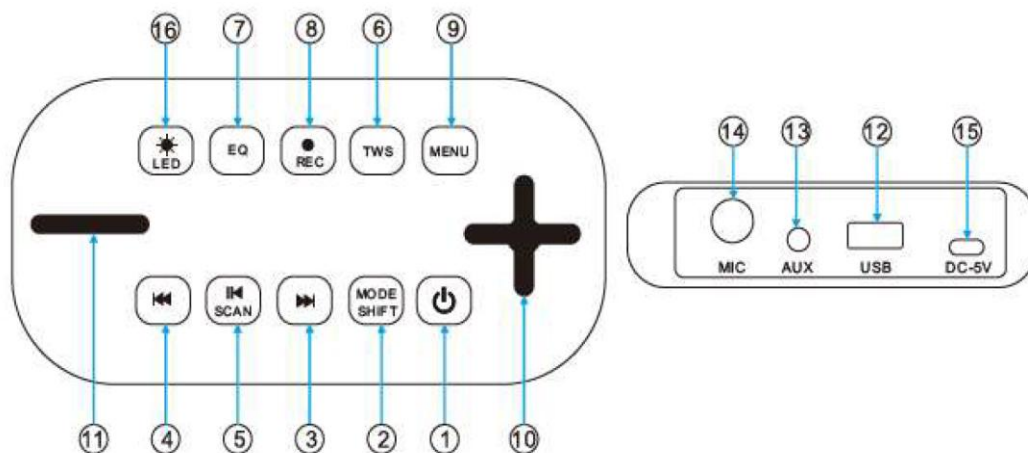 16 7 8 6 9
LED
EQ
REC
TWS
MENU
14 13 12 15
MIC AUX USB DC-5V
SCAN
MODE
SHIFT
11 4 5 3 2 1 10